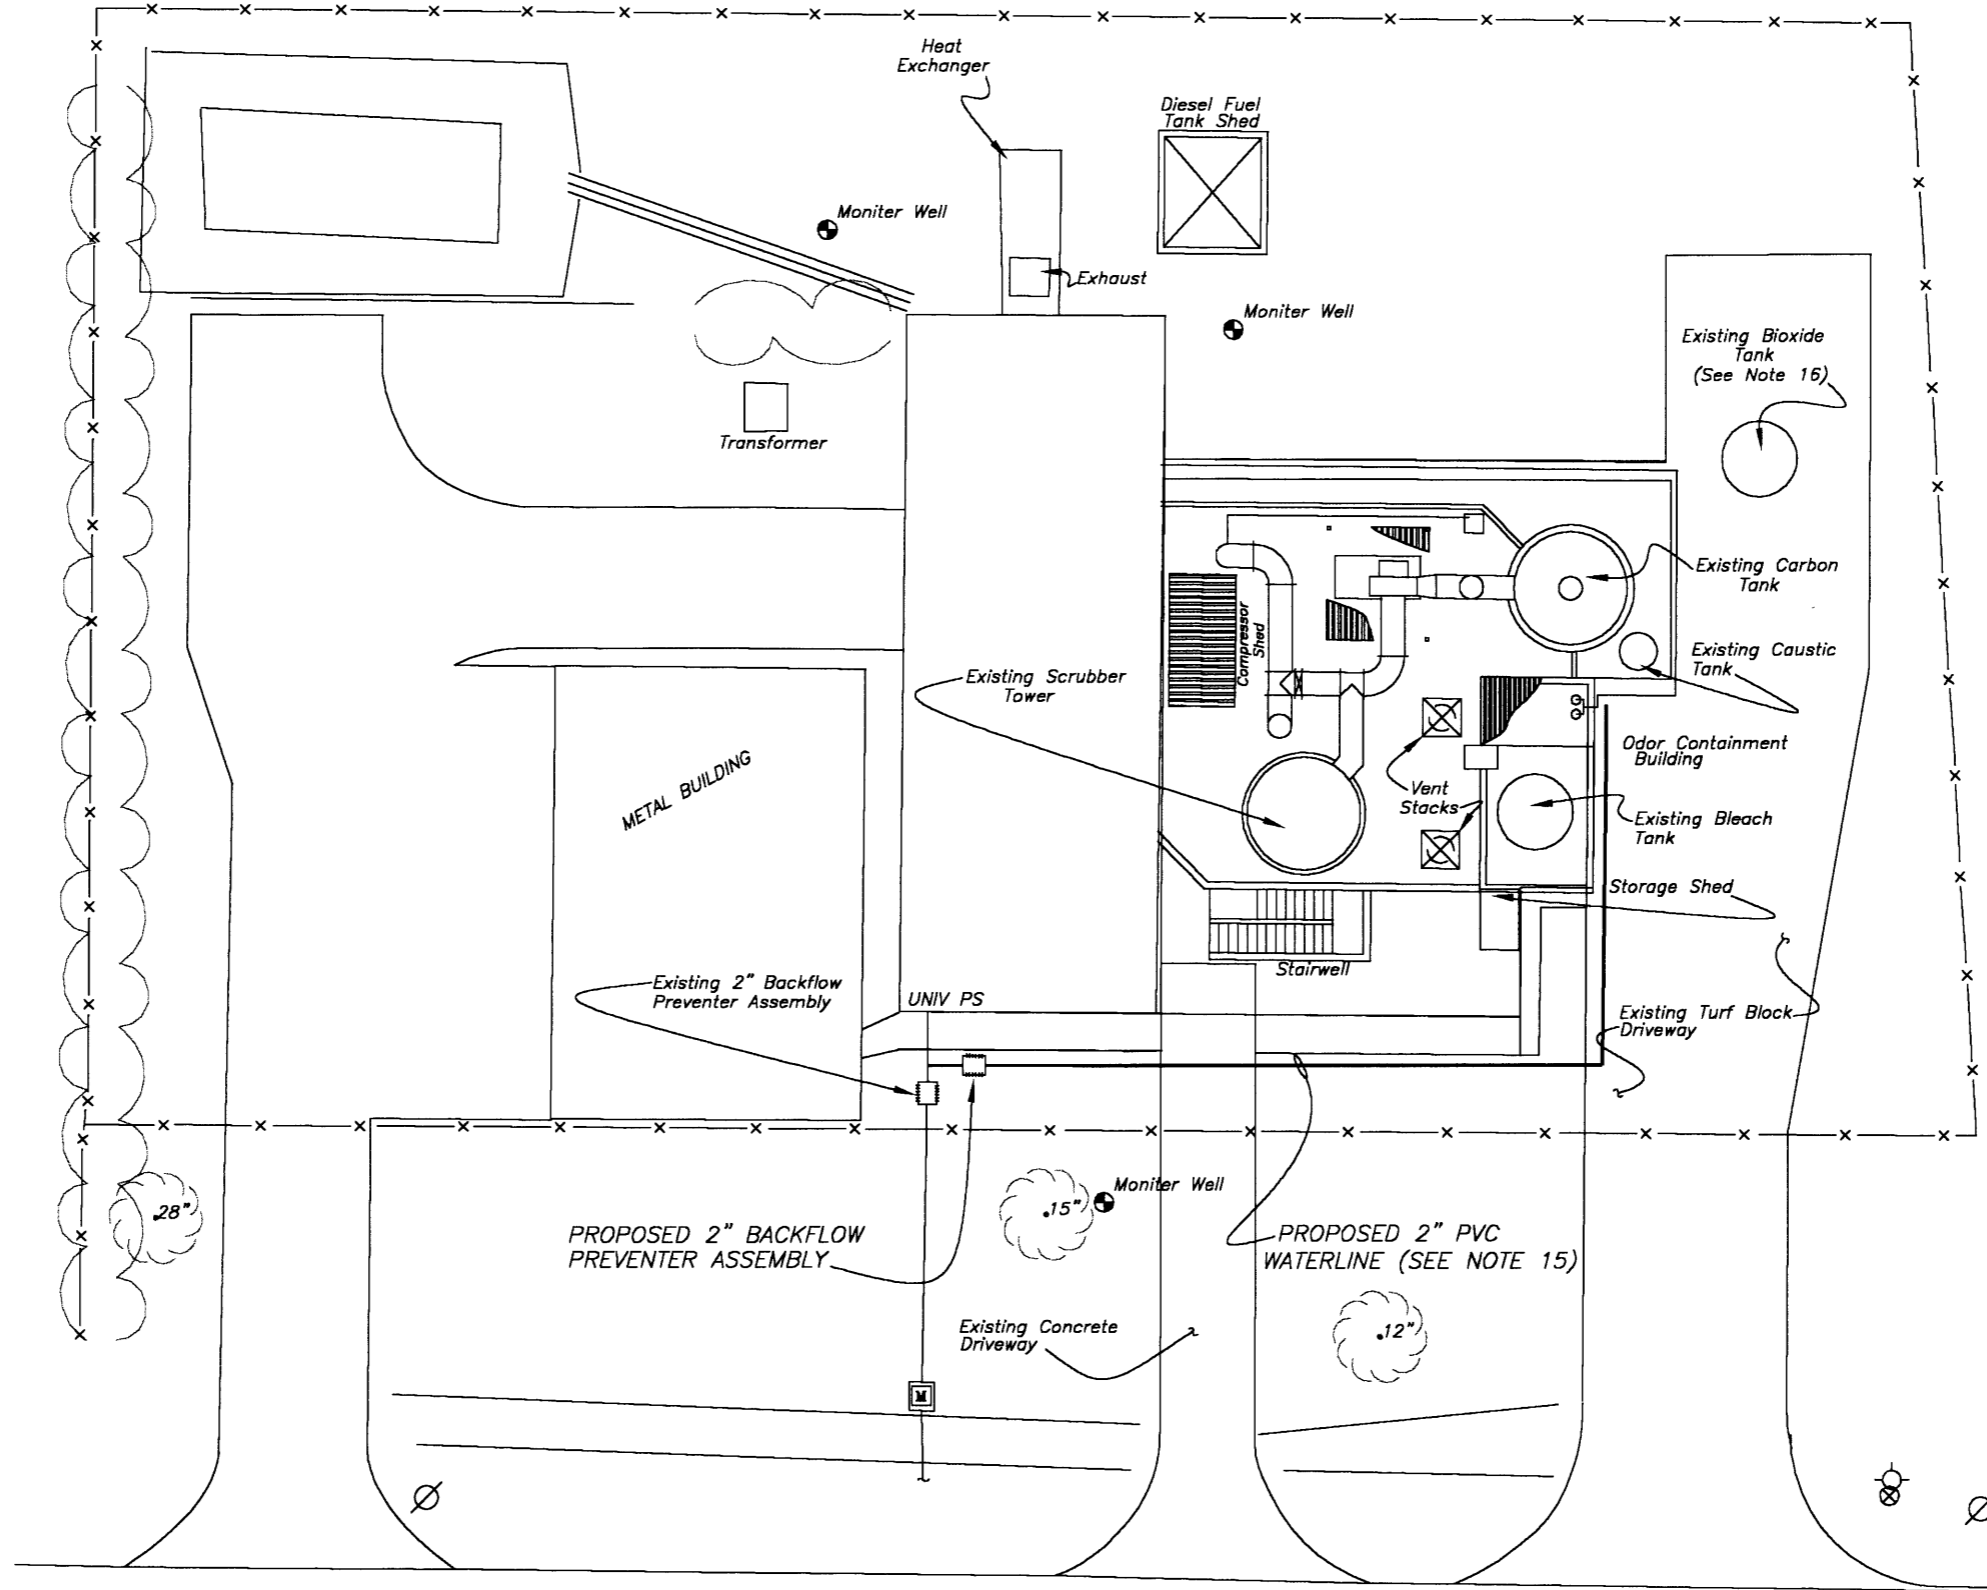 Heat
Exchanger
Diesel Fuel
Tank Shed
Moniter Well
Exhaust
Moniter Well
Existing Bioxide
Tank
(See Note 16)
Transformer
Existing Carbon
Tank
Compressor
Shed
Existing Caustic
Tank
Existing Scrubber
Tower
Odor Containment
Building
METAL BUILDING
Vent
Stacks
Existing Bleach
Tank
Storage Shed
Stairwell
Existing 2" Backflow
Preventer Assembly
UNIV PS
Existing Turf Block
Driveway
Moniter Well
28"
15"
PROPOSED 2" BACKFLOW
PREVENTER ASSEMBLY
PROPOSED 2" PVC
WATERLINE (SEE NOTE 15)
Existing Concrete
Driveway
12"
M